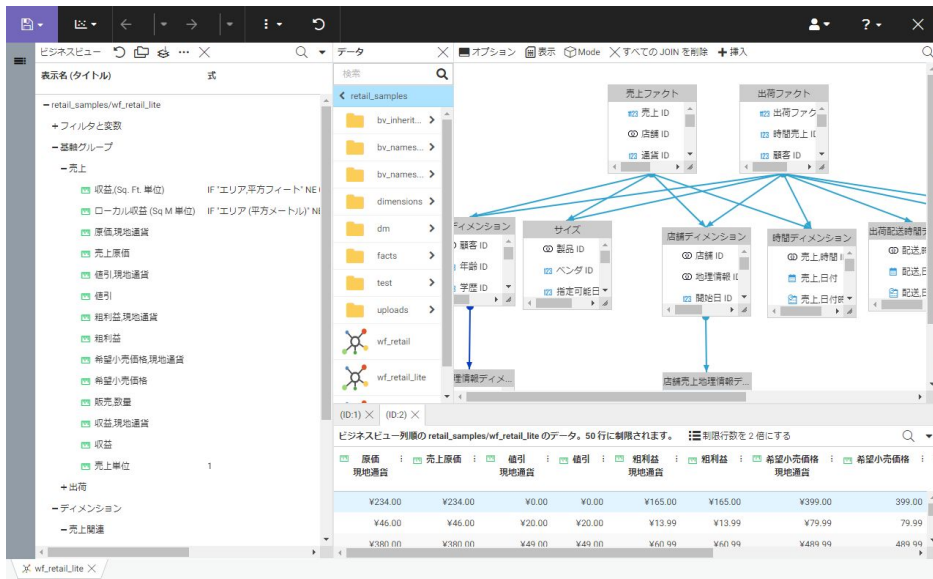 ?
ビジネスビュー
データ
オプション 表示 Mode すべての JOIN を削除 挿入
表示名 (タイトル) 式
検索
retail_samples
retail_samples/wf_retail_lite
フィルタと変数
基軸グループ
売上
収益,(Sq. Ft. 単位) IF "エリア平方フィート" NE
ローカル収益 (Sq M 単位) IF "エリア (平方メートル)" NE
原価,現地通貨
売上原価
値引,現地通貨
値引
粗利益,現地通貨
粗利益
希望小売価格,現地通貨
希望小売価格
販売,数量
収益,現地通貨
収益
売上単位 1
出荷
ディメンション
売上関連
bv_inherit...
bv_names...
bv_names...
dimensions
dm
facts
test
uploads
wf_retail
wf_retail_lite
売上ファクト
売上 ID
店舗 ID
通貨 ID
出荷ファクト
出荷ファク
時間売上 ID
顧客 ID
ディメンション
顧客 ID
年齢 ID
学歴 ID
サイズ
製品 ID
ベンダ ID
指定可能日
店舗ディメンション
店舗 ID
地理情報 ID
開始日 ID
時間ディメンション
売上,時間
売上,日付
売上,日付
出荷配送時間
配送,
配送,
配送,
理情報ディメ...
店舗売上地理情報デ...
(ID:1) (ID:2)
ビジネスビュー列順の retail_samples/wf_retail_lite のデータ。50 行に制限されます。 制限行数を 2 倍にする
原価 売上原価 値引 値引 粗利益 粗利益 希望小売価格 希望小売価格
現地通貨 現地通貨 現地通貨 現地通貨
¥234.00 ¥234.00 ¥0.00 ¥0.00 ¥165.00 ¥165.00 ¥399.00 399.00
¥46.00 ¥46.00 ¥20.00 ¥20.00 ¥13.99 ¥13.99 ¥79.99 79.99
¥380.00 ¥380.00 ¥49.00 ¥49.00 ¥60.99 ¥60.99 ¥489.99 489.99
wf_retail_lite